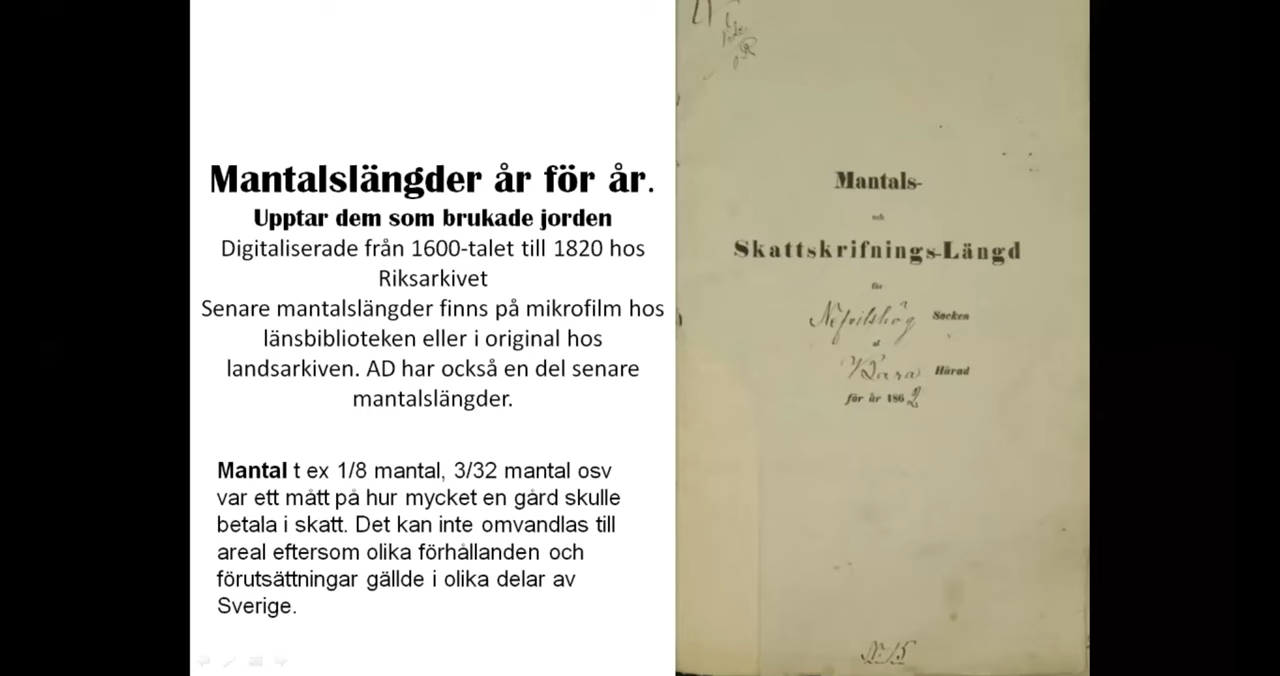 Mantalslängder år för år.
Upptar dem som brukade jorden
Digitaliserade från 1600-talet till 1820 hos
Riksarkivet
Senare mantalslängder finns på mikrofilm hos
länsbiblioteken eller i original hos
landsarkiven. AD har också en del senare
mantalslängder.
Mantal t ex 1/8 mantal, 3/32 mantal osv
var ett mått på hur mycket en gård skulle
betala i skatt. Det kan inte omvandlas till
areal eftersom olika förhållanden och
förutsättningar gällde i olika delar av
Sverige.
Mantals-
och
Skattskrifnings-Längd
för
Nefvitshög Socken
af
Bara Härad
för år 1862
N:15